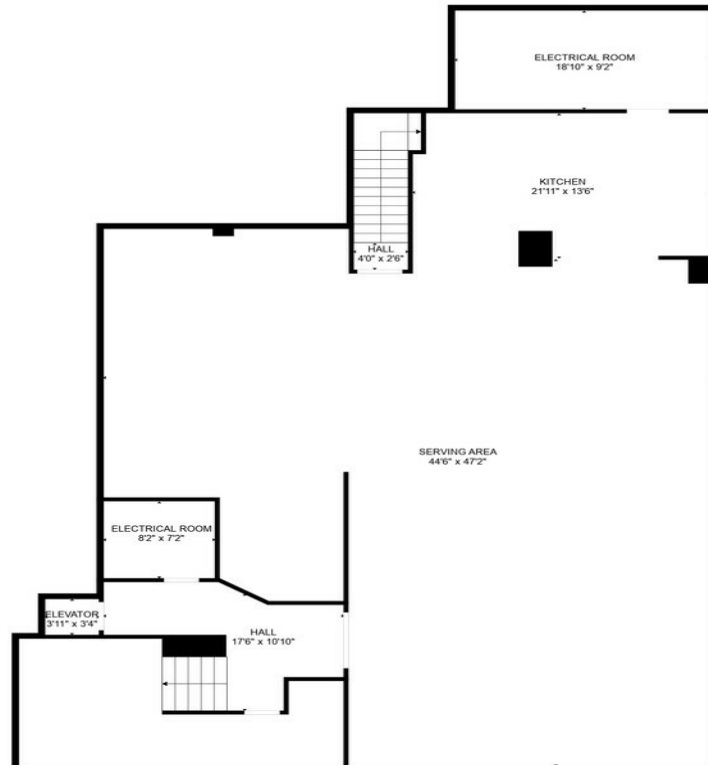 ELECTRICAL ROOM
18'10" x 9'2"
KITCHEN
21'11" x 13'6"
HALL
4'0" x 2'6"
SERVING AREA
44'6" x 47'2"
ELECTRICAL ROOM
8'2" x 7'2"
ELEVATOR
3'11" x 3'4"
HALL
17'6" x 10'10"